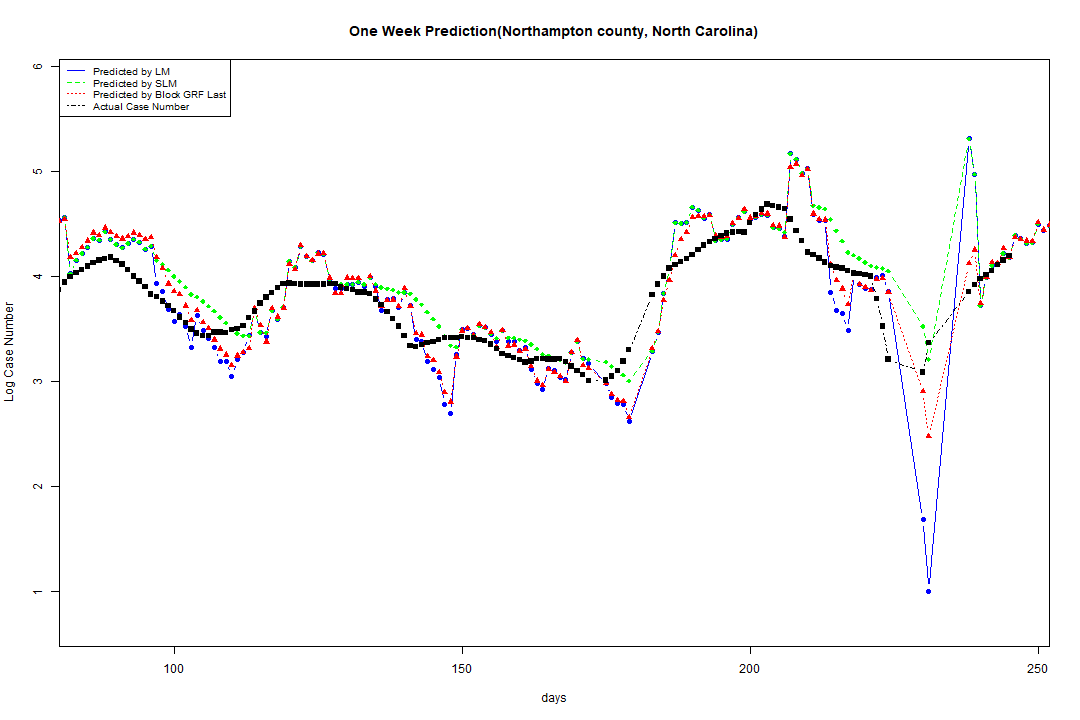 One Week Prediction(Northampton county, North Carolina)
Predicted by LM
Predicted by SLM
Predicted by Block GRF Last
Actual Case Number
6
5
4
3
2
1
Log Case Number
100
150
200
250
days